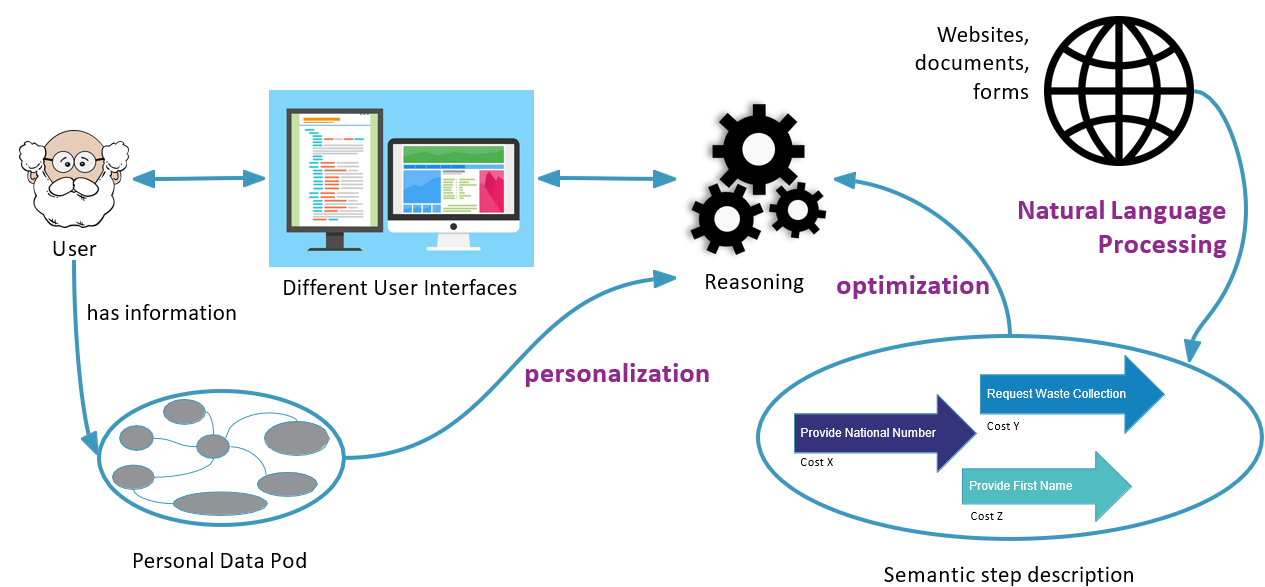 Websites,
documents,
forms
User
Different User Interfaces
Reasoning
Natural Language
Processing
has information
optimization
personalization
Personal Data Pod
Request Waste Collection
Cost Y
Provide National Number
Cost X
Provide First Name
Cost Z
Semantic step description